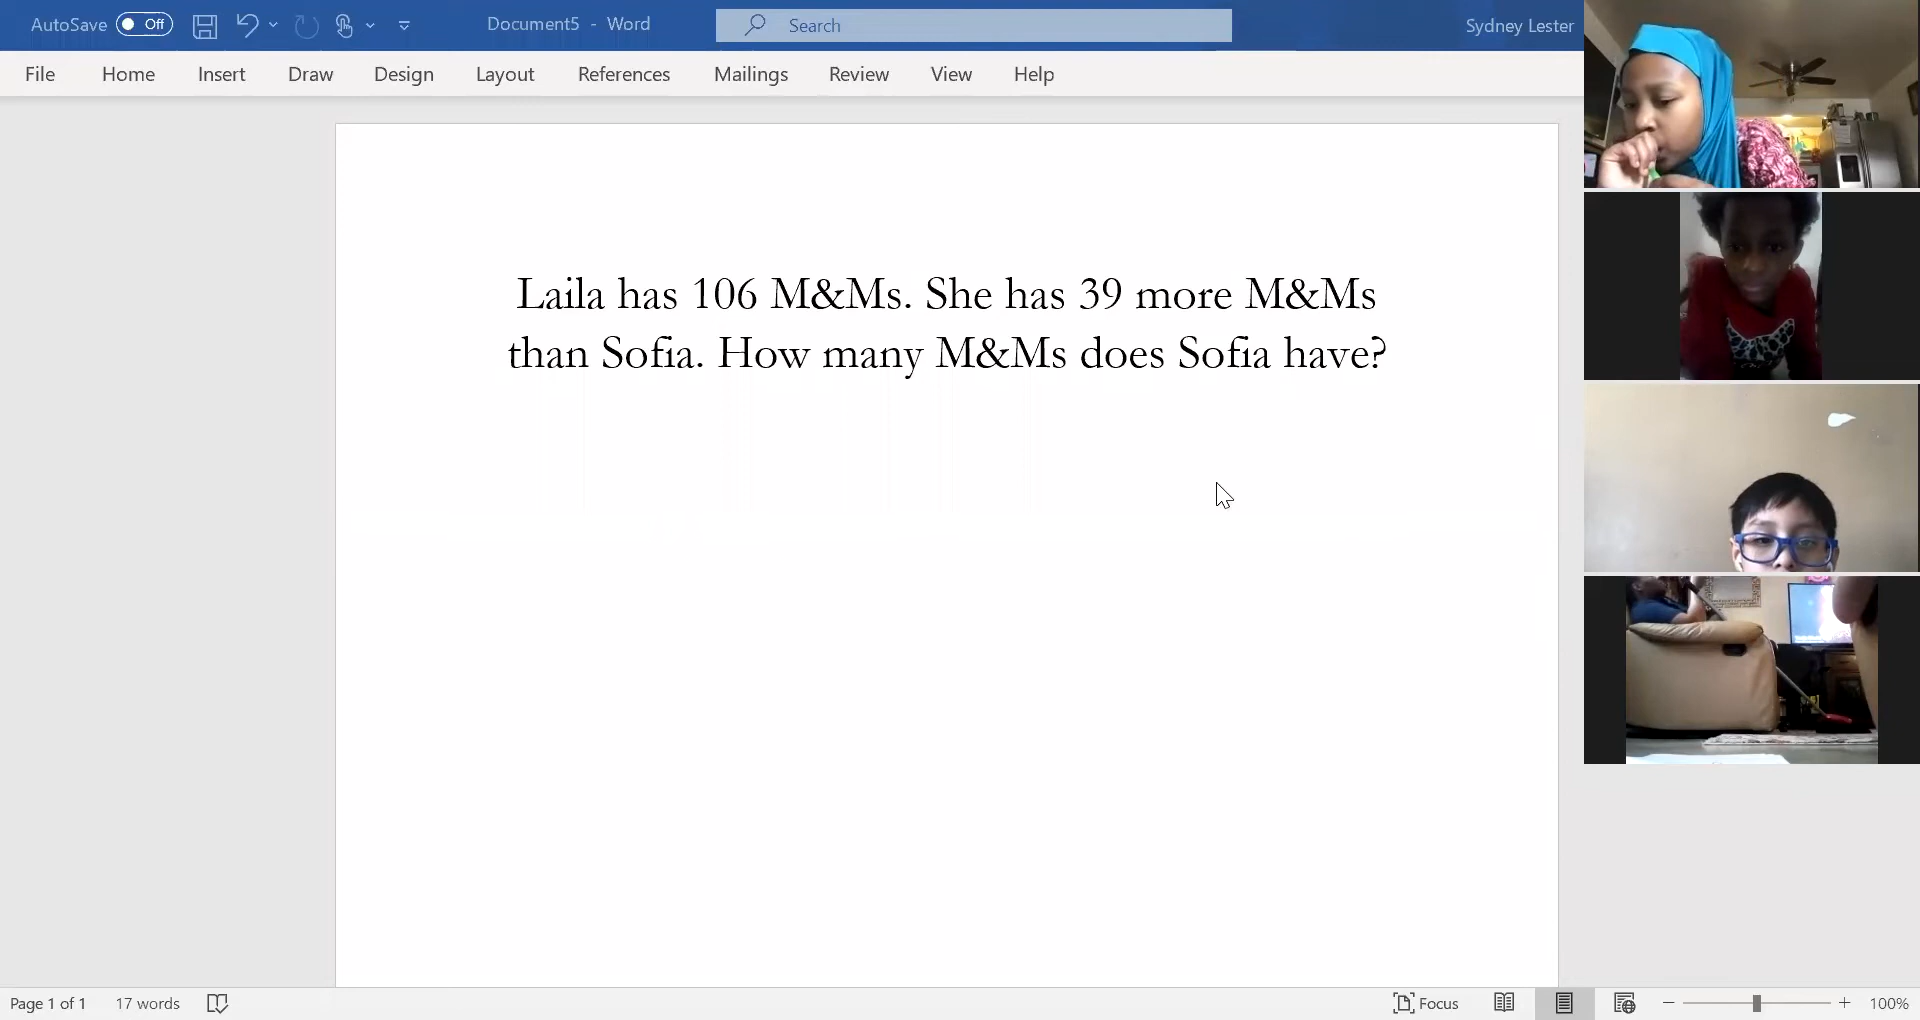 AutoSave Off Document5 - Word Search Sydney Lester
File Home Insert Draw Design Layout References Mailings Review View Help
Laila has 106 M&Ms. She has 39 more M&Ms
than Sofia. How many M&Ms does Sofia have?
Page 1 of 1 17 words Focus 100%